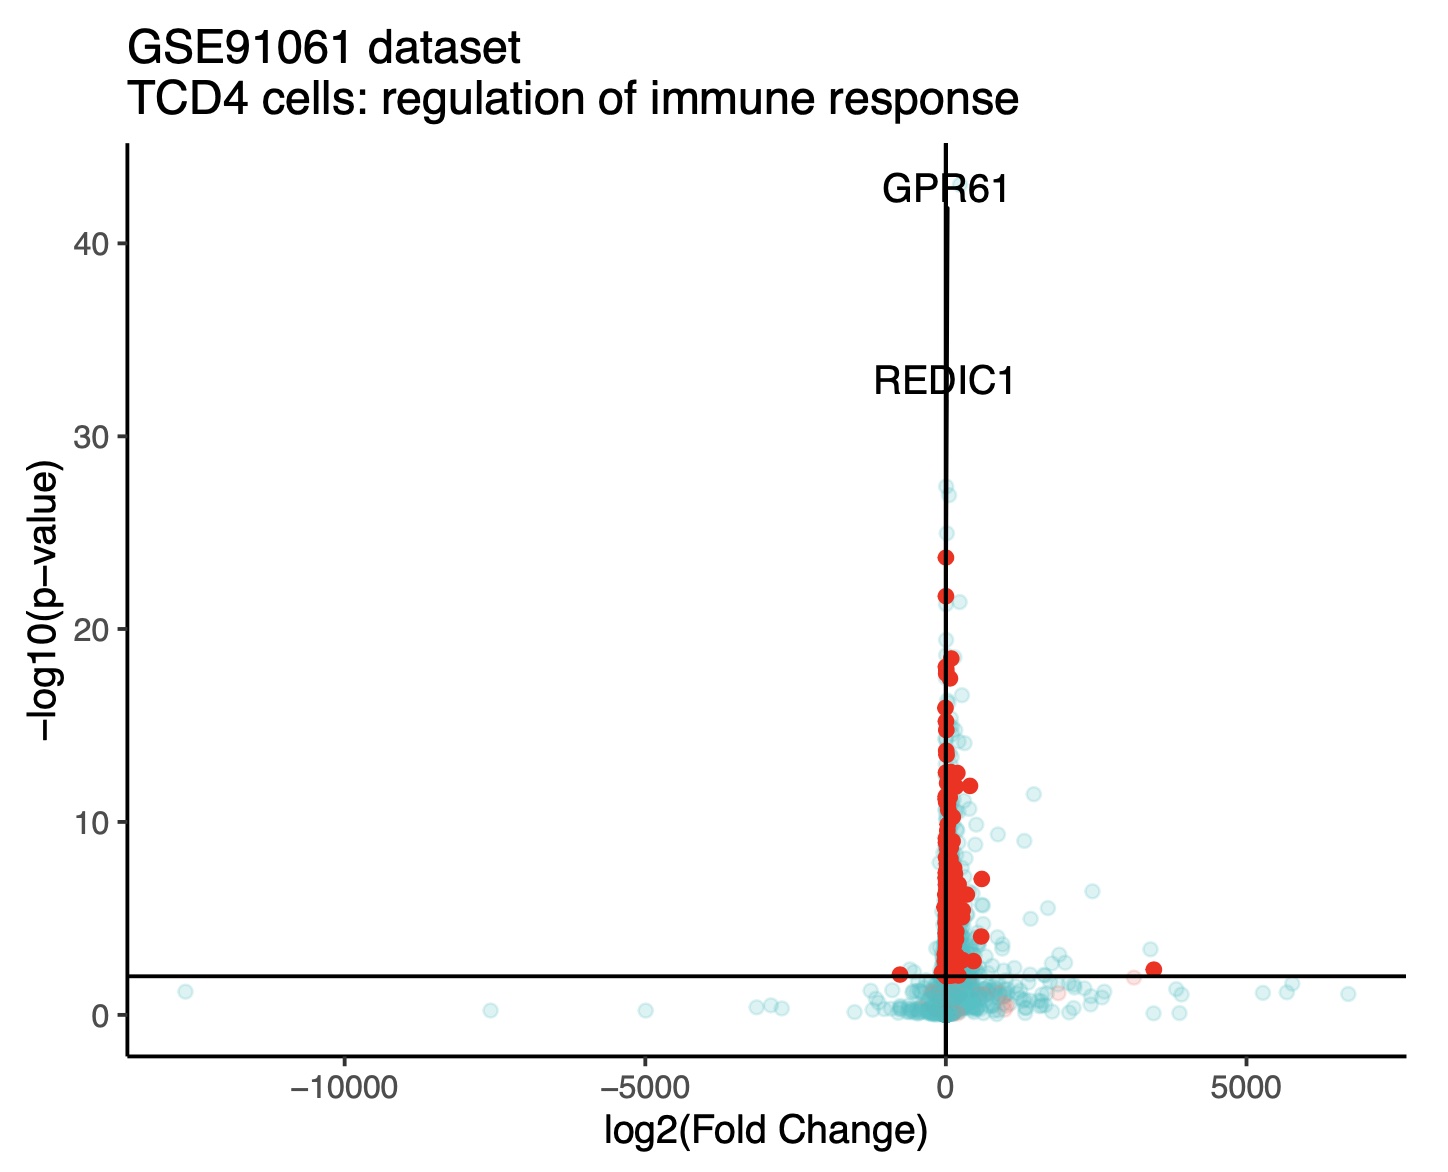 GSE91061 dataset
TCD4 cells: regulation of immune response
GPR61
40
REDIC1
30
20
10
0
−log10(p−value)
−10000
−5000
0
5000
log2(Fold Change)